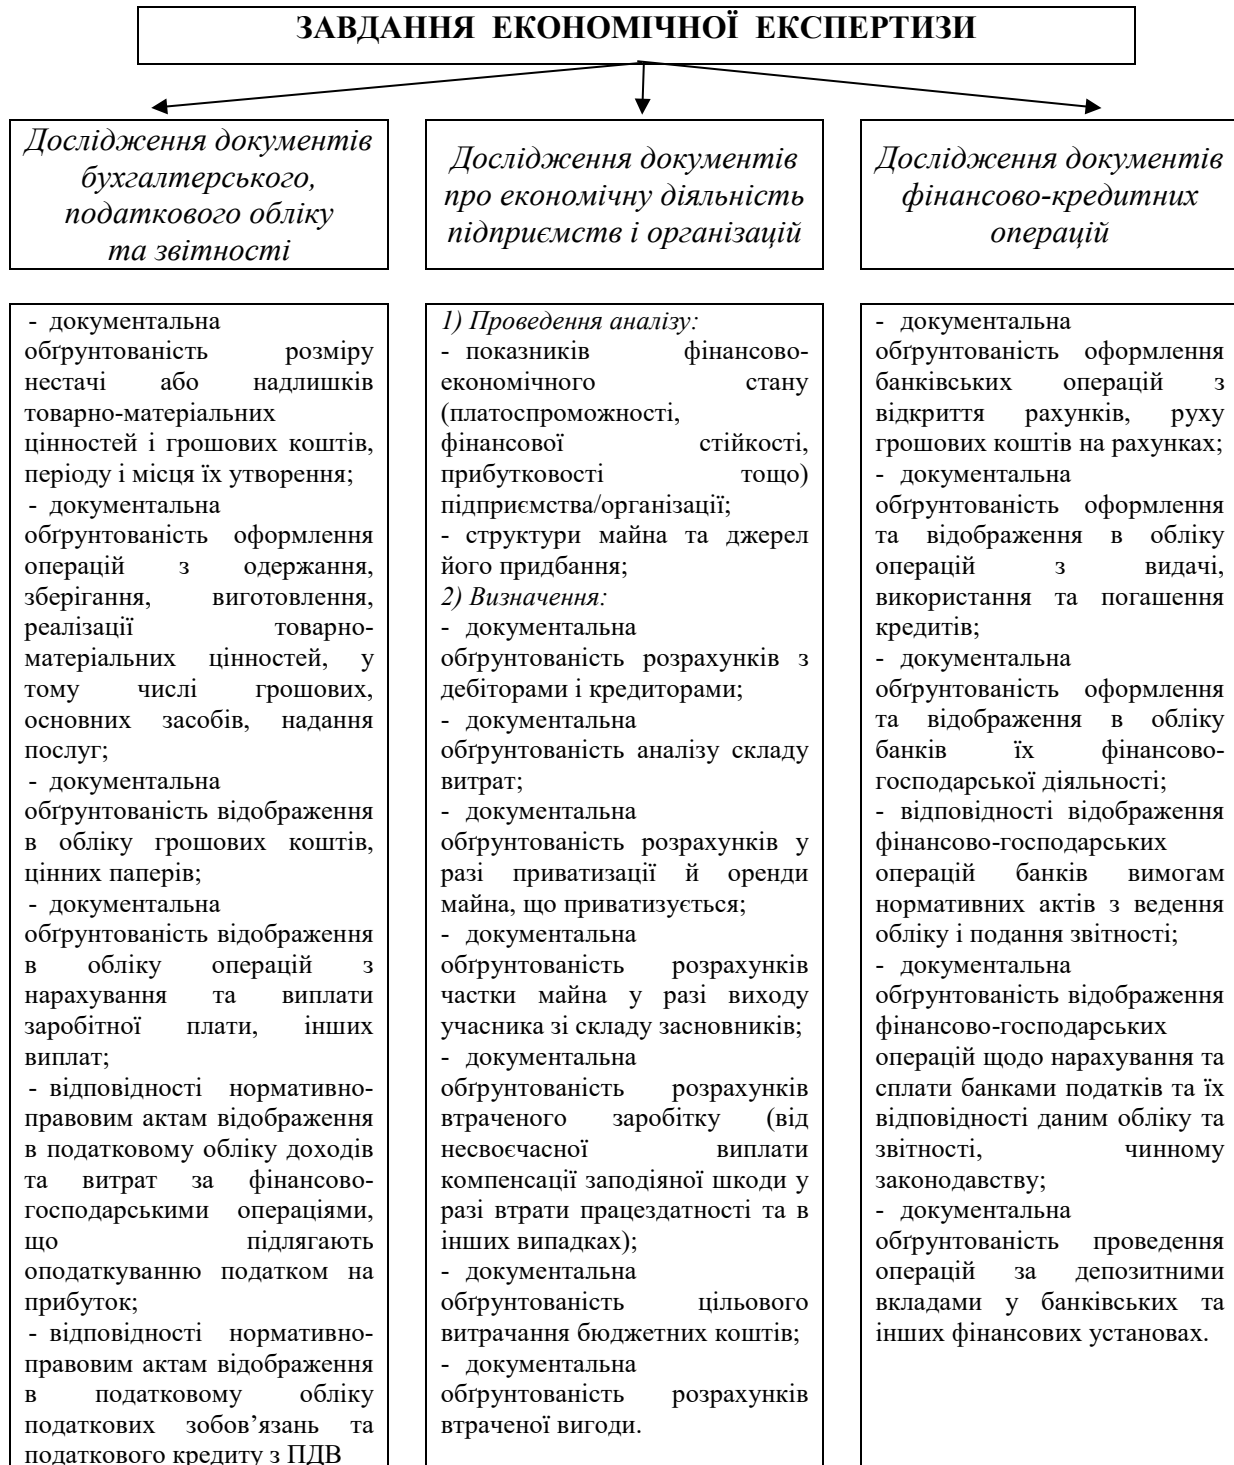 ЗАВДАННЯ ЕКОНОМІЧНОЇ ЕКСПЕРТИЗИ
Дослідження документів
бухгалтерського,
податкового обліку
та звітності
Дослідження документів
про економічну діяльність
підприємств і організацій
Дослідження документів
фінансово-кредитних
операцій
- документальна
обґрунтованість розміру
нестачі або надлишків
товарно-матеріальних
цінностей і грошових коштів,
періоду і місця їх утворення;
- документальна
обґрунтованість оформлення
операцій з одержання,
зберігання, виготовлення,
реалізації товарно-
матеріальних цінностей, у
тому числі грошових,
основних засобів, надання
послуг;
- документальна
обґрунтованість відображення
в обліку грошових коштів,
цінних паперів;
- документальна
обґрунтованість відображення
в обліку операцій з
нарахування та виплати
заробітної плати, інших
виплат;
- відповідності нормативно-
правовим актам відображення
в податковому обліку доходів
та витрат за фінансово-
господарськими операціями,
що підлягають
оподаткуванню податком на
прибуток;
- відповідності нормативно-
правовим актам відображення
в податковому обліку
податкових зобов’язань та
податкового кредиту з ПДВ
1) Проведення аналізу:
- показників фінансово-
економічного стану
(платоспроможності,
фінансової стійкості,
прибутковості тощо)
підприємства/організації;
- структури майна та джерел
його придбання;
2) Визначення:
- документальна
обґрунтованість розрахунків з
дебіторами і кредиторами;
- документальна
обґрунтованість аналізу складу
витрат;
- документальна
обґрунтованість розрахунків у
разі приватизації й оренди
майна, що приватизується;
- документальна
обґрунтованість розрахунків
частки майна у разі виходу
учасника зі складу засновників;
- документальна
обґрунтованість розрахунків
втраченого заробітку (від
несвоєчасної виплати
компенсації заподіяної шкоди у
разі втрати працездатності та в
інших випадках);
- документальна
обґрунтованість цільового
витрачання бюджетних коштів;
- документальна
обґрунтованість розрахунків
втраченої вигоди.
- документальна
обґрунтованість оформлення
банківських операцій з
відкриття рахунків, руху
грошових коштів на рахунках;
- документальна
обґрунтованість оформлення
та відображення в обліку
операцій з видачі,
використання та погашення
кредитів;
- документальна
обґрунтованість оформлення
та відображення в обліку
банків їх фінансово-
господарської діяльності;
- відповідності відображення
фінансово-господарських
операцій банків вимогам
нормативних актів з ведення
обліку і подання звітності;
- документальна
обґрунтованість відображення
фінансово-господарських
операцій щодо нарахування та
сплати банками податків та їх
відповідності даним обліку та
звітності, чинному
законодавству;
- документальна
обґрунтованість проведення
операцій за депозитними
вкладами у банківських та
інших фінансових установах.